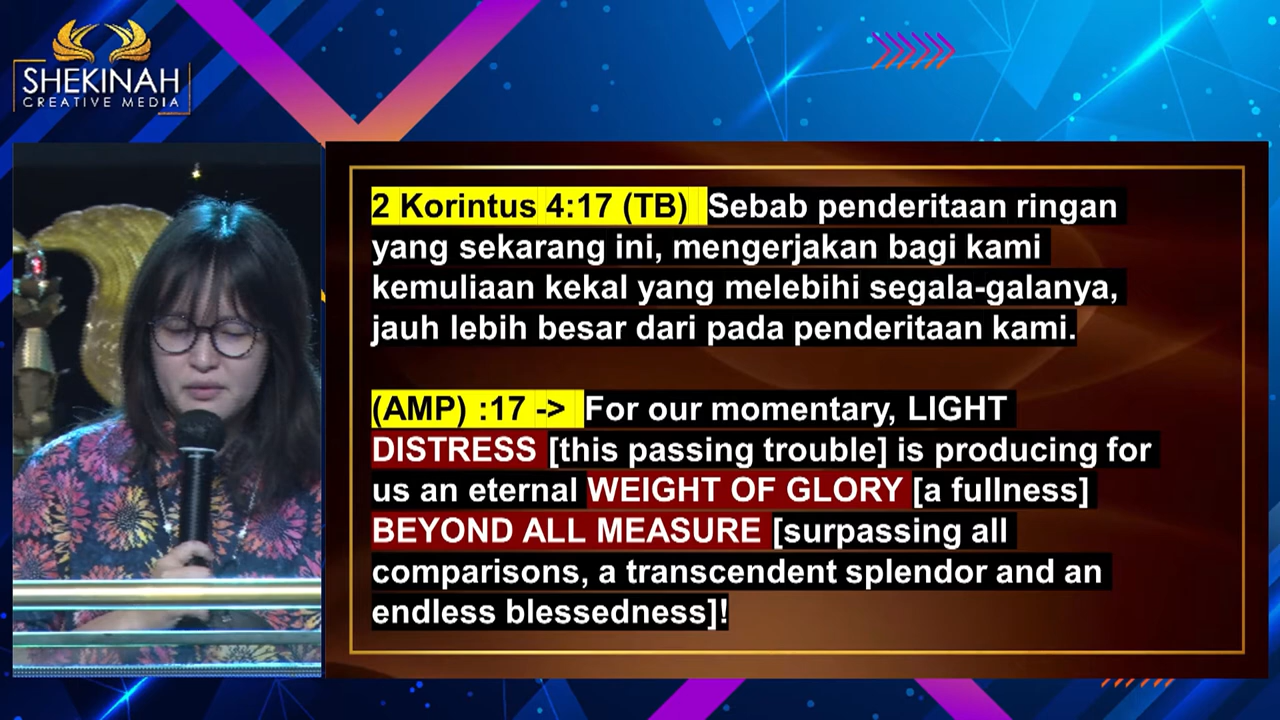 SHEKINAH
CREATIVE MEDIA
2 Korintus 4:17 (TB) Sebab penderitaan ringan
yang sekarang ini, mengerjakan bagi kami
kemuliaan kekal yang melebihi segala-galanya,
jauh lebih besar dari pada penderitaan kami.
(AMP) :17 -> For our momentary, LIGHT
DISTRESS [this passing trouble] is producing for
us an eternal WEIGHT OF GLORY [a fullness]
BEYOND ALL MEASURE [surpassing all
comparisons, a transcendent splendor and an
endless blessedness]!